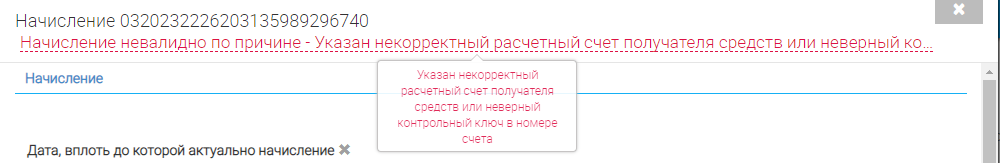 Начисление 0320232226203135989296740
Начисление невалидно по причине - Указан некорректный расчетный счет получателя средств или неверный ко...
Указан некорректный
расчетный счет получателя
средств или неверный
контрольный ключ в номере
счета
Начисление
Дата, вплоть до которой актуально начисление